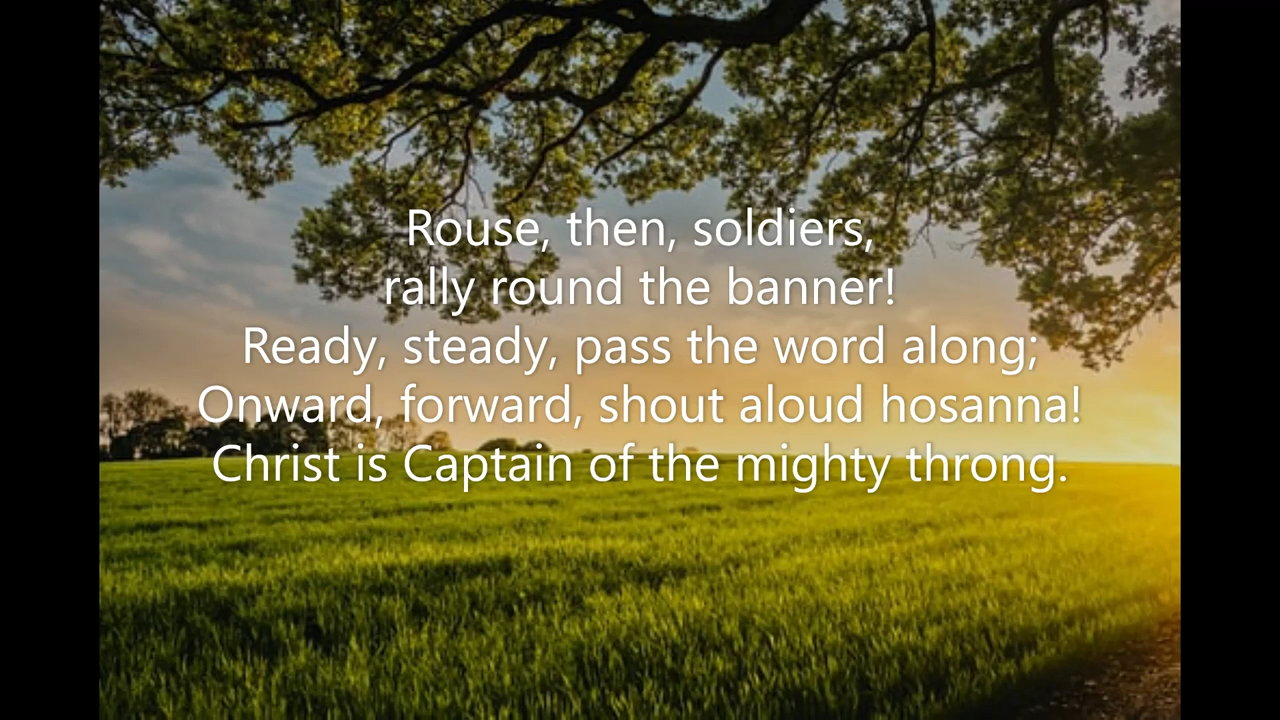 Rouse, then, soldiers,
rally round the banner!
Ready, steady, pass the word along;
Onward, forward, shout aloud hosanna!
Christ is Captain of the mighty throng.